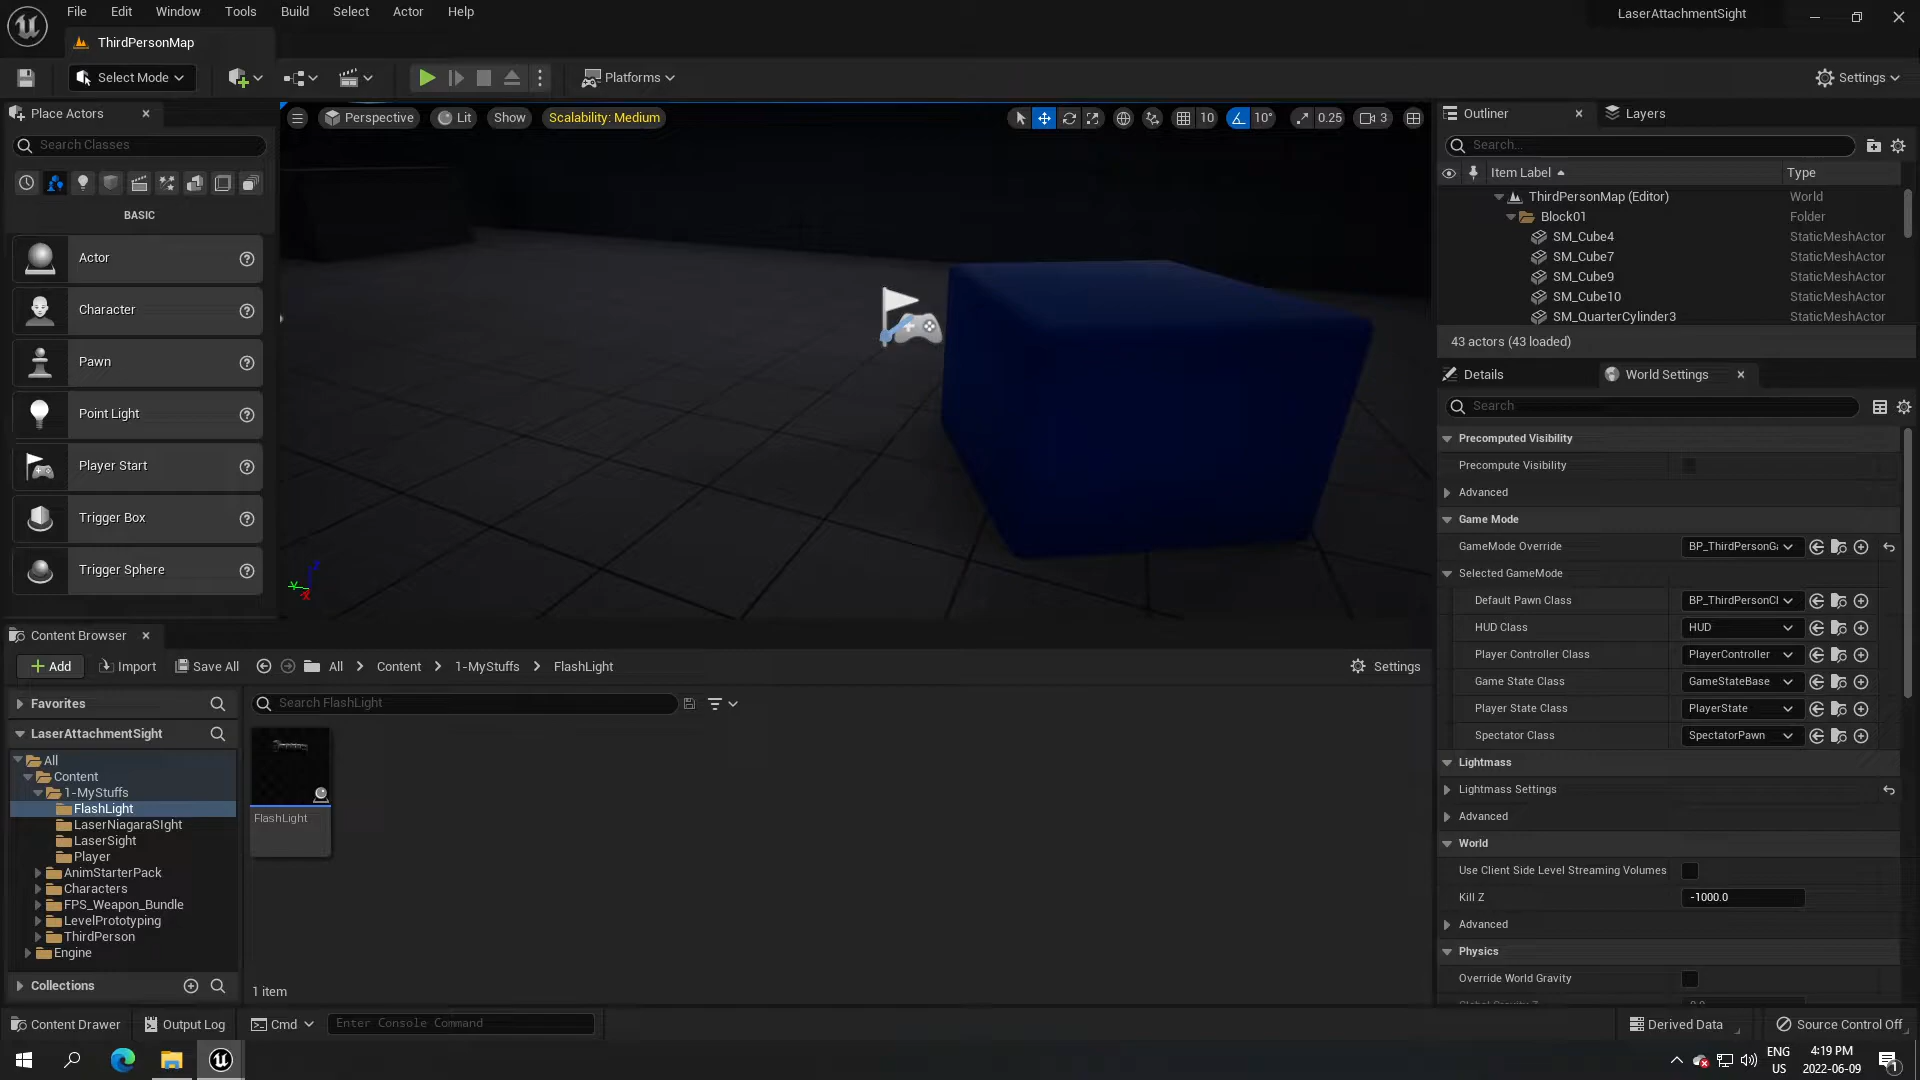 File Edit Window Tools Build Select Actor Help
LaserAttachmentSight
ThirdPersonMap
Select Mode
Platforms
Settings
Place Actors
Search Classes
BASIC
Actor
Character
Pawn
Point Light
Player Start
Trigger Box
Trigger Sphere
Perspective Lit Show Scalability: Medium
10 10° 0.25 3
Outliner Layers
Search...
Item Label Type
ThirdPersonMap (Editor) World
Block01 Folder
SM_Cube4 StaticMeshActor
SM_Cube7 StaticMeshActor
SM_Cube9 StaticMeshActor
SM_Cube10 StaticMeshActor
SM_QuarterCylinder3 StaticMeshActor
43 actors (43 loaded)
Details World Settings
Search
Precomputed Visibility
Precompute Visibility
Advanced
Game Mode
GameMode Override BP_ThirdPersonGa
Selected GameMode
Default Pawn Class BP_ThirdPersonCl
HUD Class HUD
Player Controller Class PlayerController
Game State Class GameStateBase
Player State Class PlayerState
Spectator Class SpectatorPawn
Lightmass
Lightmass Settings
Advanced
World
Use Client Side Level Streaming Volumes
Kill Z -1000.0
Advanced
Physics
Override World Gravity
Content Browser
Add Import Save All All Content 1-MyStuffs FlashLight Settings
Favorites
LaserAttachmentSight
All
Content
1-MyStuffs
FlashLight
LaserNiagaraSIght
LaserSight
Player
AnimStarterPack
Characters
FPS_Weapon_Bundle
LevelPrototyping
ThirdPerson
Engine
Collections
Search FlashLight
FlashLight
1 item
Content Drawer Output Log Cmd Enter Console Command Derived Data Source Control Off
ENG
US
4:19 PM
2022-06-09
1